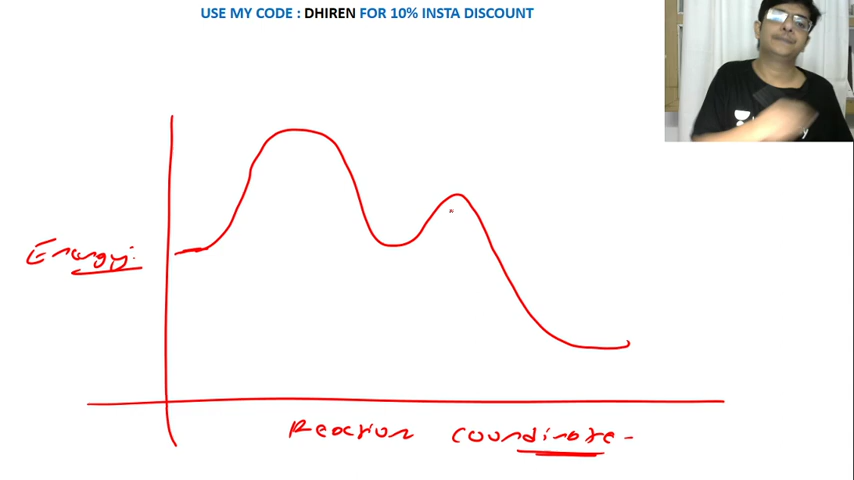 USE MY CODE : DHIREN FOR 10% INSTA DISCOUNT
Energy:
Reaction coordinate -